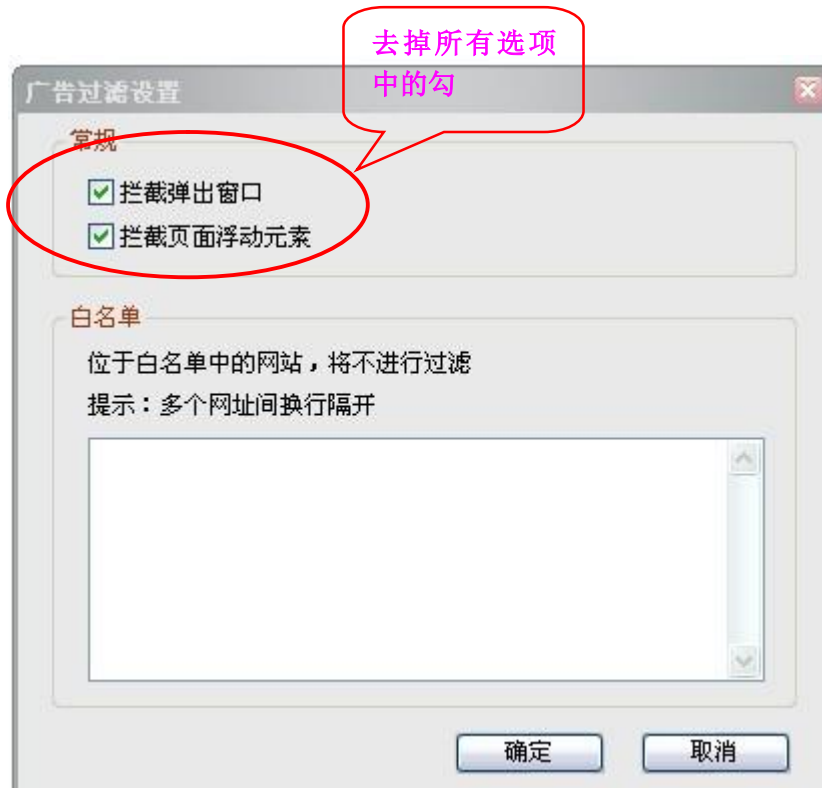 去掉所有选项
中的勾
广告过滤设置
常规
拦截弹出窗口
拦截页面浮动元素
白名单
位于白名单中的网站，将不进行过滤
提示：多个网址间换行隔开
确定
取消